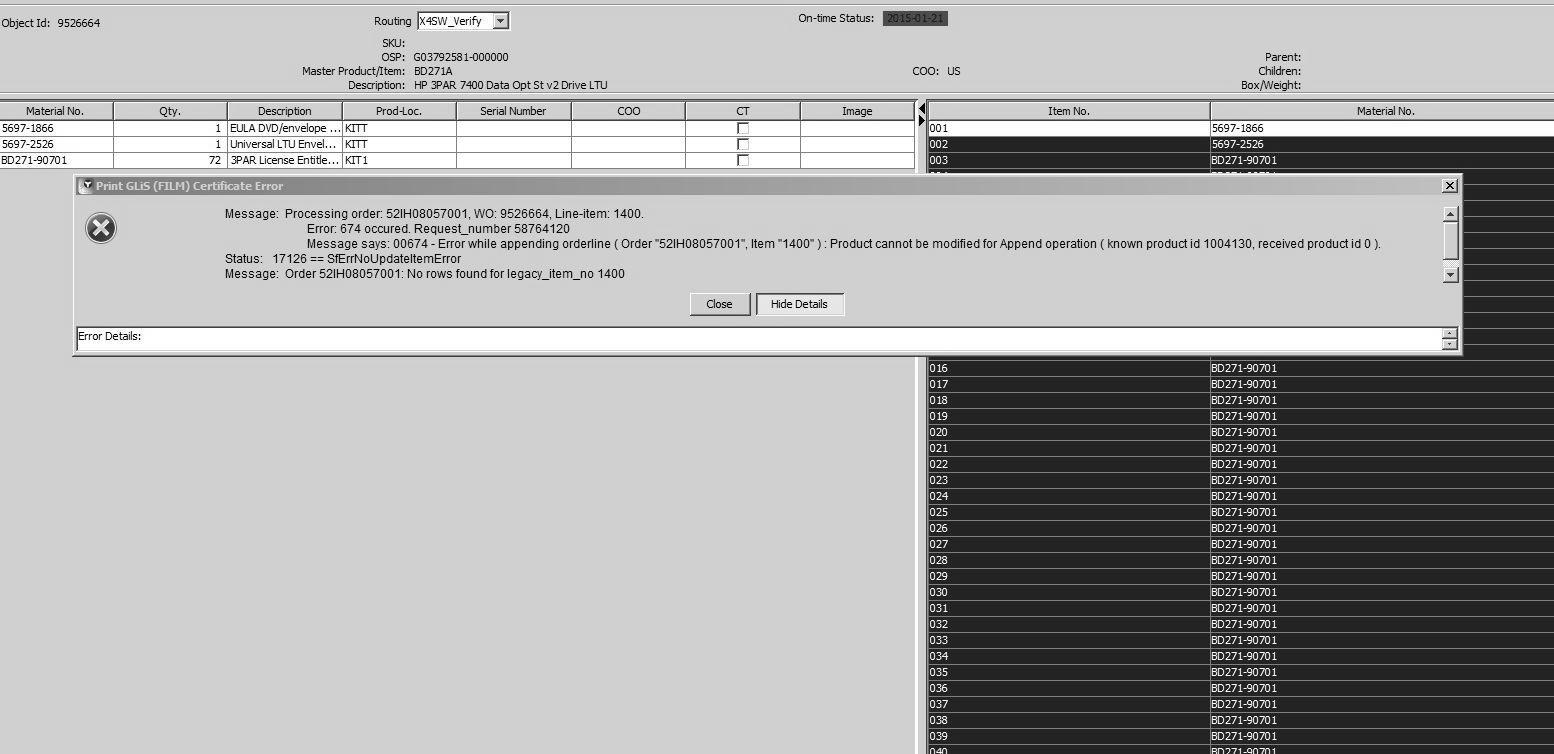 Object Id: 9526664
Routing X4SW_Verify
On-time Status: 2015-01-21
SKU:
OSP: G03792581-000000
Master Product/Item: BD271A
Description: HP 3PAR 7400 Data Opt St v2 Drive LTU
COO: US
Parent:
Children:
Box/Weight:
Material No. Qty. Description Prod-Loc. Serial Number COO CT Image
5697-1866 1 EULA DVD/envelope ... KITT
5697-2526 1 Universal LTU Envel... KITT
BD271-90701 72 3PAR License Entitle... KIT1
Item No. Material No.
001 5697-1866
002 5697-2526
003 BD271-90701
Print GLiS (FILM) Certificate Error
Message: Processing order: 52IH08057001, WO: 9526664, Line-item: 1400.
Error: 674 occured. Request_number 58764120
Message says: 00674 - Error while appending orderline ( Order "52IH08057001", Item "1400" ) : Product cannot be modified for Append operation ( known product id 1004130, received product id 0 ).
Status: 17126 == SfErrNoUpdateItemError
Message: Order 52IH08057001: No rows found for legacy_item_no 1400
Close Hide Details
Error Details:
016 BD271-90701
017 BD271-90701
018 BD271-90701
019 BD271-90701
020 BD271-90701
021 BD271-90701
022 BD271-90701
023 BD271-90701
024 BD271-90701
025 BD271-90701
026 BD271-90701
027 BD271-90701
028 BD271-90701
029 BD271-90701
030 BD271-90701
031 BD271-90701
032 BD271-90701
033 BD271-90701
034 BD271-90701
035 BD271-90701
036 BD271-90701
037 BD271-90701
038 BD271-90701
039 BD271-90701
040 BD271-90701